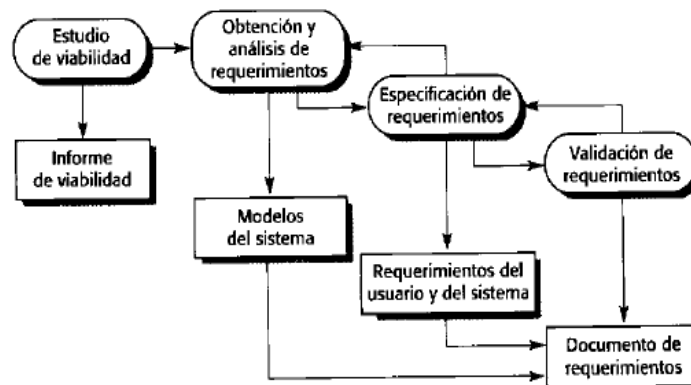 Estudio
de viabilidad
Obtención y
análisis de
requerimientos
Especificación de
requerimientos
Validación de
requerimientos
Informe
de viabilidad
Modelos
del sistema
Requerimientos del
usuario y del sistema
Documento de
requerimientos